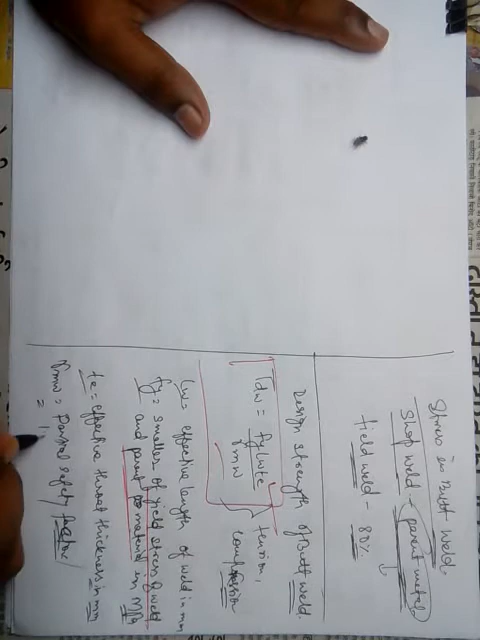 Stress in Butt weld.
Shop weld - parent metal
field weld - 80%
Design strength of Butt weld.
Tdw = fy Lw te / γmw } tension, compression
Lw = effective length of weld in mm
fy = smaller of yield stress of weld
and parent material in MPa
te = effective throat thickness in mm
γmw = partial safety factor
=